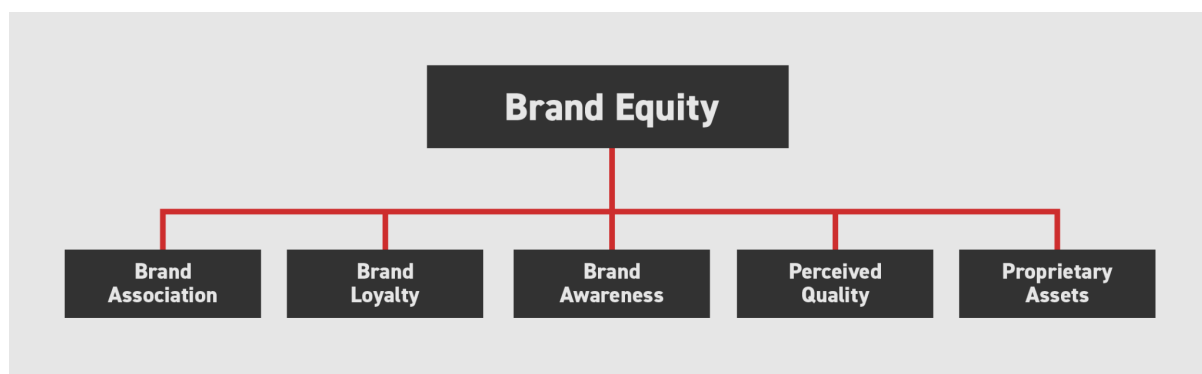 Brand Equity
Brand
Association
Brand
Loyalty
Brand
Awareness
Perceived
Quality
Proprietary
Assets